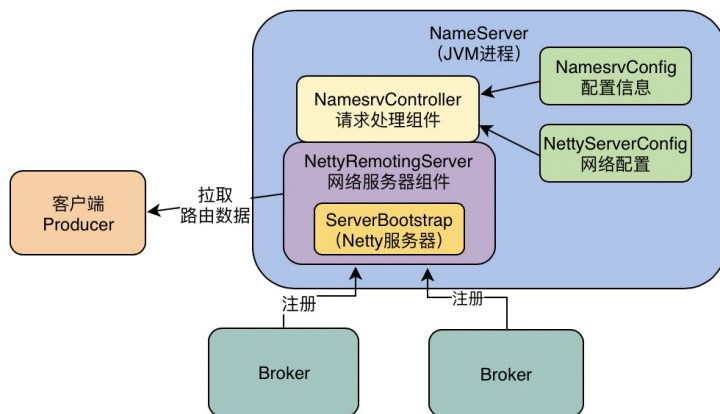 NameServer
（JVM进程）
NamesrvConfig
配置信息
NamesrvController
请求处理组件
NettyServerConfig
网络配置
NettyRemotingServer
网络服务器组件
客户端
Producer
拉取
路由数据
ServerBootstrap
（Netty服务器）
注册
注册
Broker
Broker